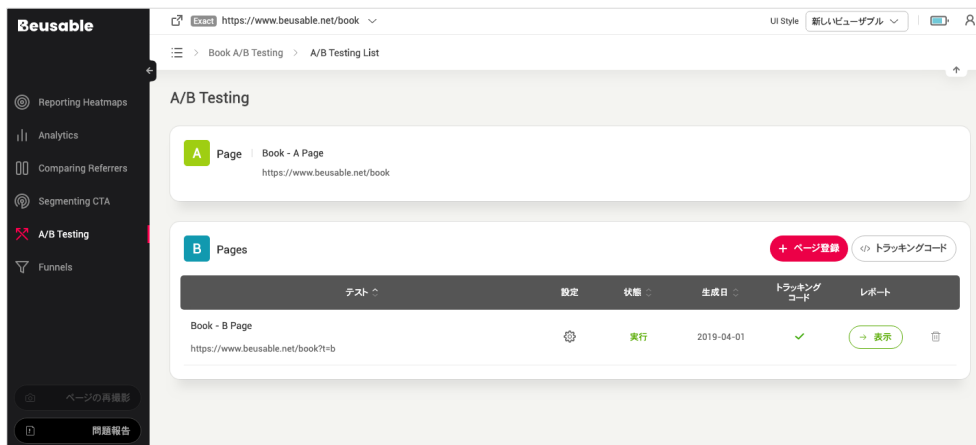 Beusable
Exact https://www.beusable.net/book
UI Style 新しいビューザブル
Book A/B Testing > A/B Testing List
Reporting Heatmaps
Analytics
Comparing Referrers
Segmenting CTA
A/B Testing
Funnels
ページの再撮影
問題報告
A/B Testing
A Page Book - A Page
https://www.beusable.net/book
B Pages + ページ登録 </> トラッキングコード
テスト 設定 状態 生成日 トラッキング
コード レポート
Book - B Page
https://www.beusable.net/book?t=b
実行 2019-04-01 → 表示